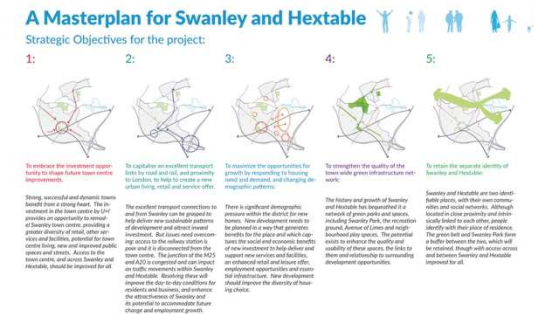 A Masterplan for Swanley and Hextable
Strategic Objectives for the project:
1:
To embrace the investment oppor-
tunity to shape future town centre
improvements.
Strong, successful and dynamic towns
benefit from a strong heart. The in-
vestment in the town centre by U+I
provides an opportunity to remod-
el Swanley town centre, providing a
greater diversity of retail, other ser-
vices and facilities, potential for town
centre living, new and improved public
spaces and streets. Access to the
town centre, and across Swanley and
Hextable, should be improved for all.
2:
To capitalise on excellent transport
links by road and rail, and proximity
to London, to help to create a new
urban living, retail and service offer.
The excellent transport connections to
and from Swanley can be grasped to
help deliver new sustainable patterns
of development and attract inward
investment. But issues need overcom-
ing: access to the railway station is
poor and it is disconnected from the
town centre. The junction of the M25
and A20 is congested and can impact
on traffic movements within Swanley
and Hextable. Resolving these will
improve the day-to-day conditions for
residents and business, and enhance
the attractiveness of Swanley and
its potential to accommodate future
change and employment growth.
3:
To maximize the opportunities for
growth by responding to housing
need and demand, and changing de-
mographic patterns:
There is significant demographic
pressure within the district for new
homes. New development needs to
be planned in a way that generates
benefits for the place and which cap-
tures the social and economic benefits
of new investment to help deliver and
support new services and facilities,
an enhanced retail and leisure offer,
employment opportunities and essen-
tial infrastructure. New development
should improve the diversity of hous-
ing choice.
4:
To strengthen the quality of the
town wide green infrastructure net-
work:
The history and growth of Swanley
and Hextable has bequeathed it a
network of green parks and spaces,
including Swanley Park, the recreation
ground, Avenue of Limes and neigh-
bourhood play spaces. The potential
exists to enhance the quality and
usability of these spaces, the links to
them and relationship to surrounding
development opportunities.
5:
To retain the separate identity of
Swanley and Hextable:
Swanley and Hextable are two identi-
fiable places, with their own commu-
nities and social networks. Although
located in close proximity and intrin-
sically linked to each other, people
identify with their place of residence.
The green belt and Swanley Park form
a buffer between the two, which will
be retained, though with access across
and between Swanley and Hextable
improved for all.